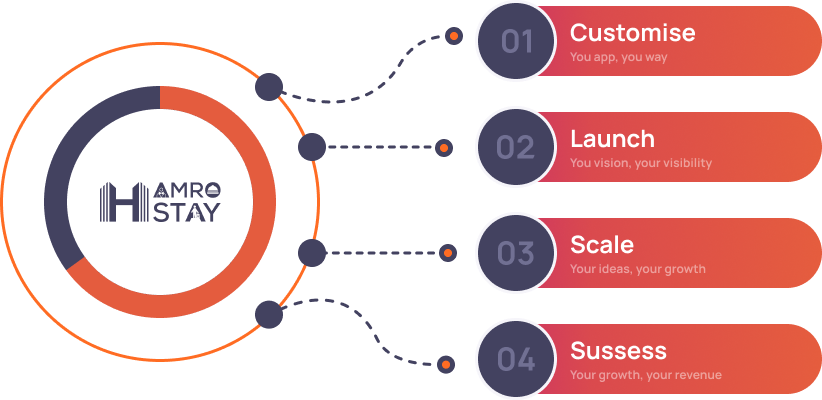 HAMRO
STAY
01
Customise
You app, you way
02
Launch
You vision, your visibility
03
Scale
Your ideas, your growth
04
Sussess
Your growth, your revenue